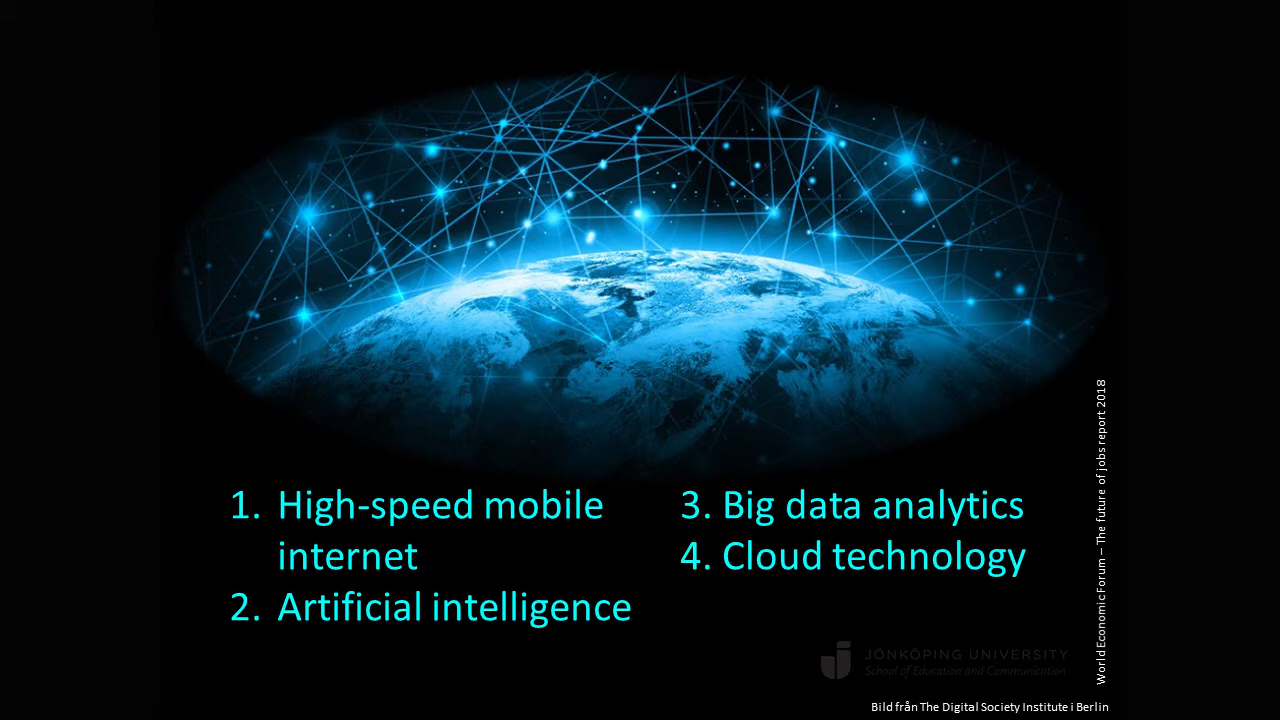 1. High-speed mobile
internet
2. Artificial intelligence
3. Big data analytics
4. Cloud technology
World Economic Forum – The future of jobs report 2018
JÖNKÖPING UNIVERSITY
School of Education and Communication
Bild från The Digital Society Institute i Berlin